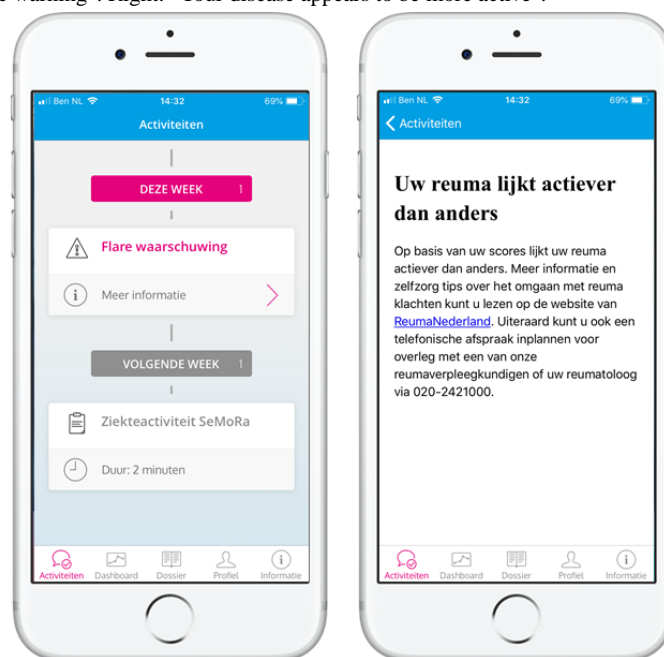 warning". Right: "Your disease appears to be more active".
Ben NL 14:32 69%
Activiteiten
DEZE WEEK 1
Flare waarschuwing
Meer informatie
VOLGENDE WEEK 1
Ziekteactiviteit SeMoRa
Duur: 2 minuten
Activiteiten Dashboard Dossier Profiel Informatie
Ben NL 14:32 69%
Activiteiten
Uw reuma lijkt actiever
dan anders
Op basis van uw scores lijkt uw reuma
actiever dan anders. Meer informatie en
zelfzorg tips over het omgaan met reuma
klachten kunt u lezen op de website van
ReumaNederland. Uiteraard kunt u ook een
telefonische afspraak inplannen voor
overleg met een van onze
reumaverpleegkundigen of uw reumatoloog
via 020-2421000.
Activiteiten Dashboard Dossier Profiel Informatie